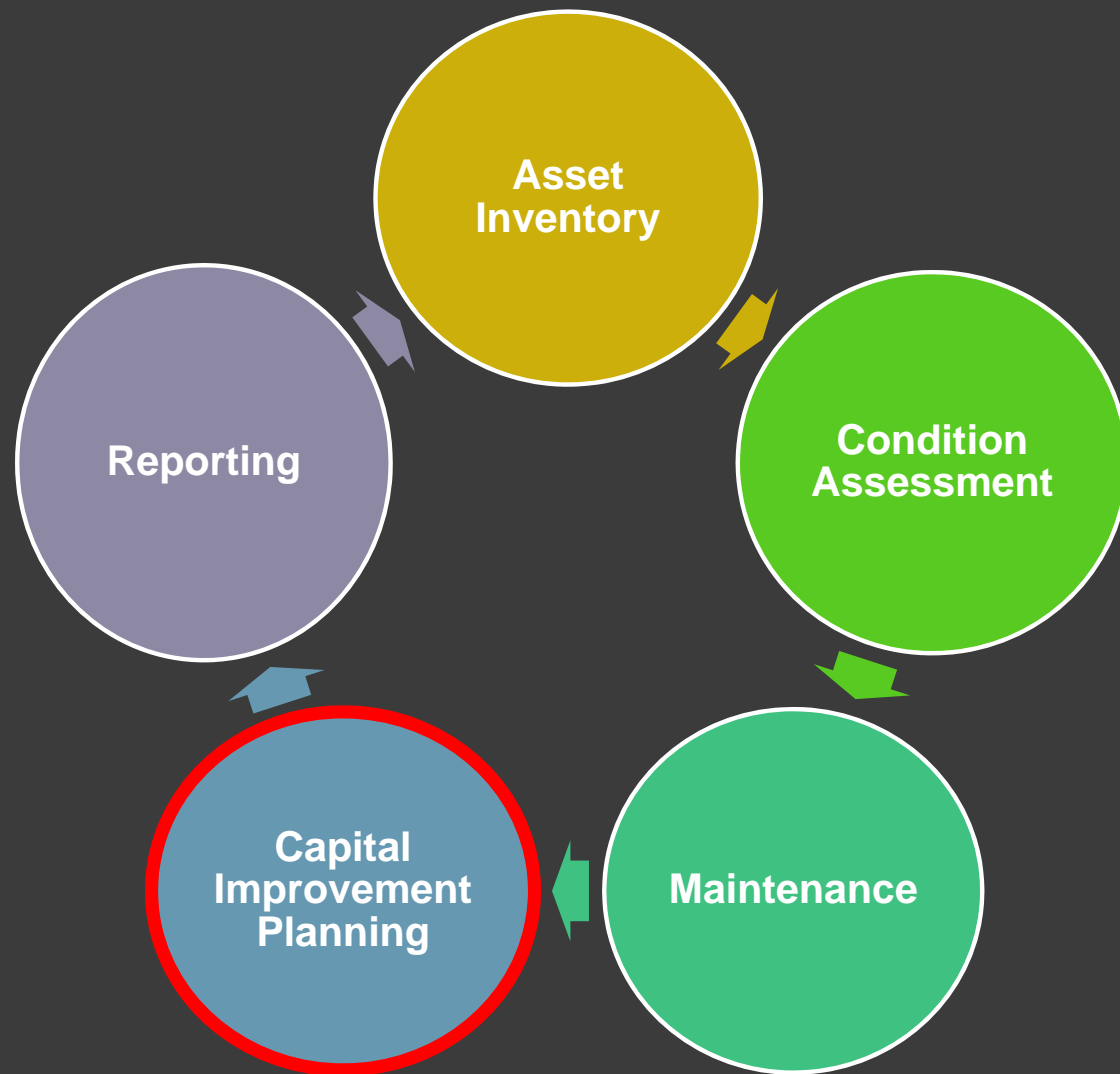 Asset
Inventory
Condition
Assessment
Maintenance
Capital
Improvement
Planning
Reporting